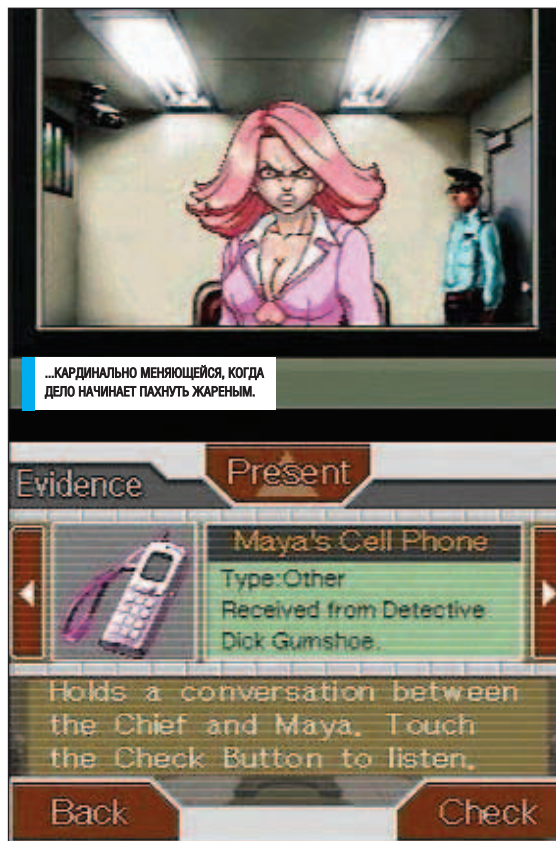 ...КАРДИНАЛЬНО МЕНЯЮЩЕЙСЯ, КОГДА
ДЕЛО НАЧИНАЕТ ПАХНУТЬ ЖАРЕНЫМ.
Evidence
Present
Maya's Cell Phone
Type:Other
Received from Detective
Dick Gumshoe.
Holds a conversation between
the Chief and Maya. Touch
the Check Button to listen.
Back
Check